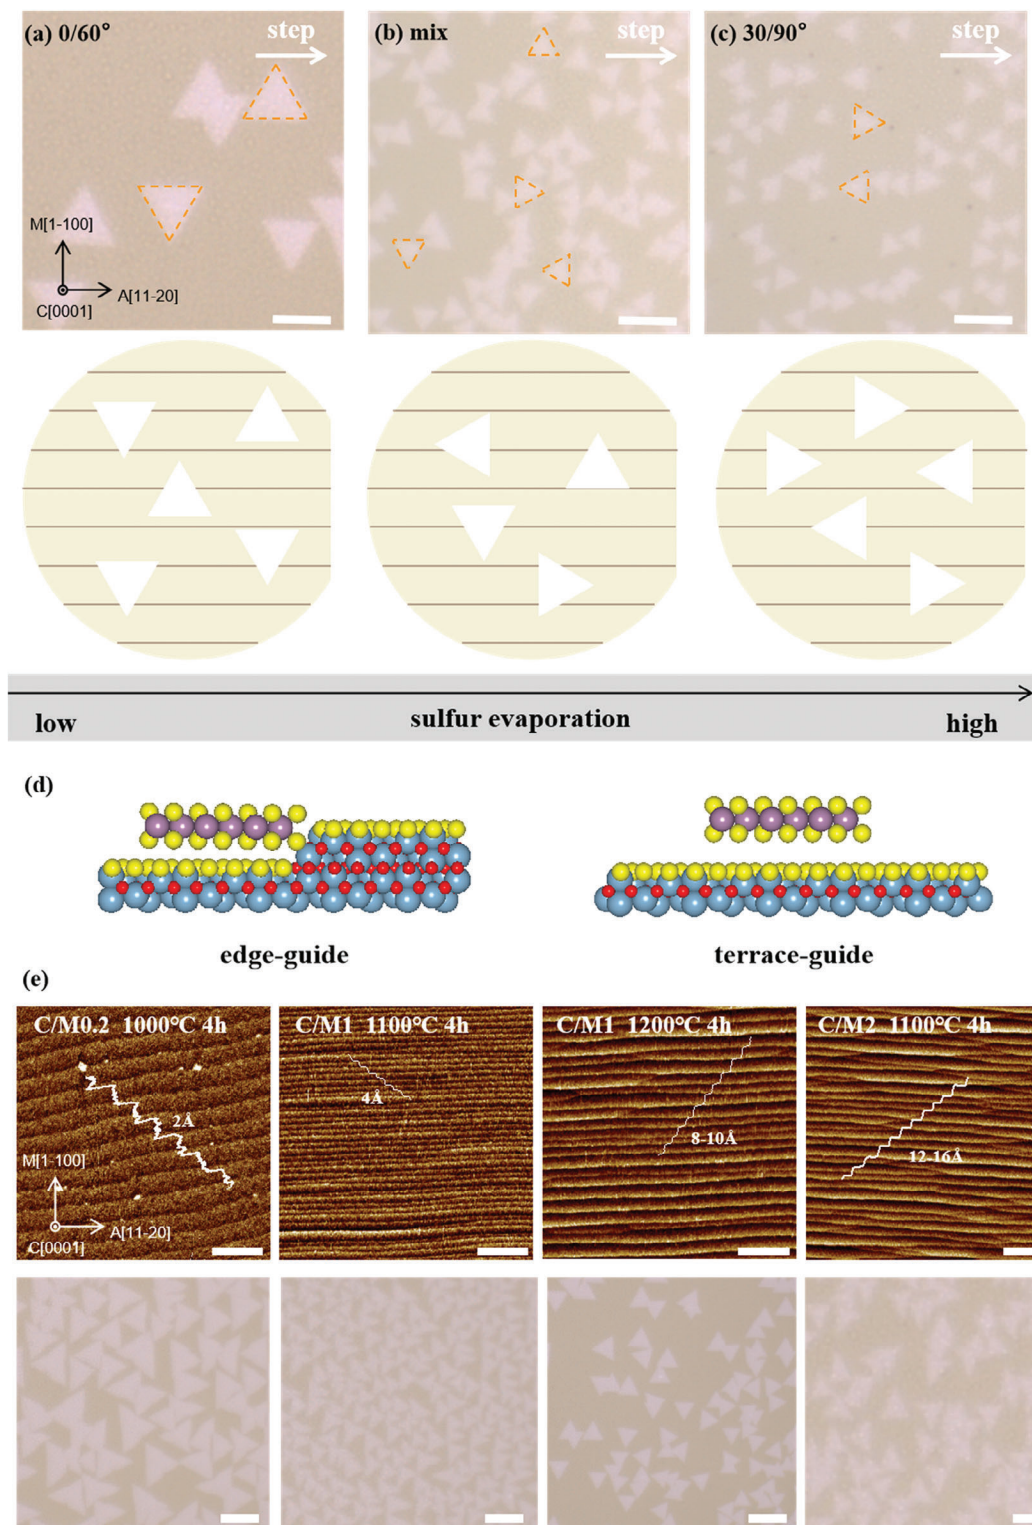 (a) 0/60°
step
(b) mix
step
(c) 30/90°
step
M[1-100]
A[11-20]
C[0001]
low
sulfur evaporation
high
(d)
edge-guide
terrace-guide
(e)
C/M0.2 1000℃ 4h
C/M1 1100℃ 4h
C/M1 1200℃ 4h
C/M2 1100℃ 4h
2Å
4Å
8-10Å
12-16Å
M[1-100]
A[11-20]
C[0001]